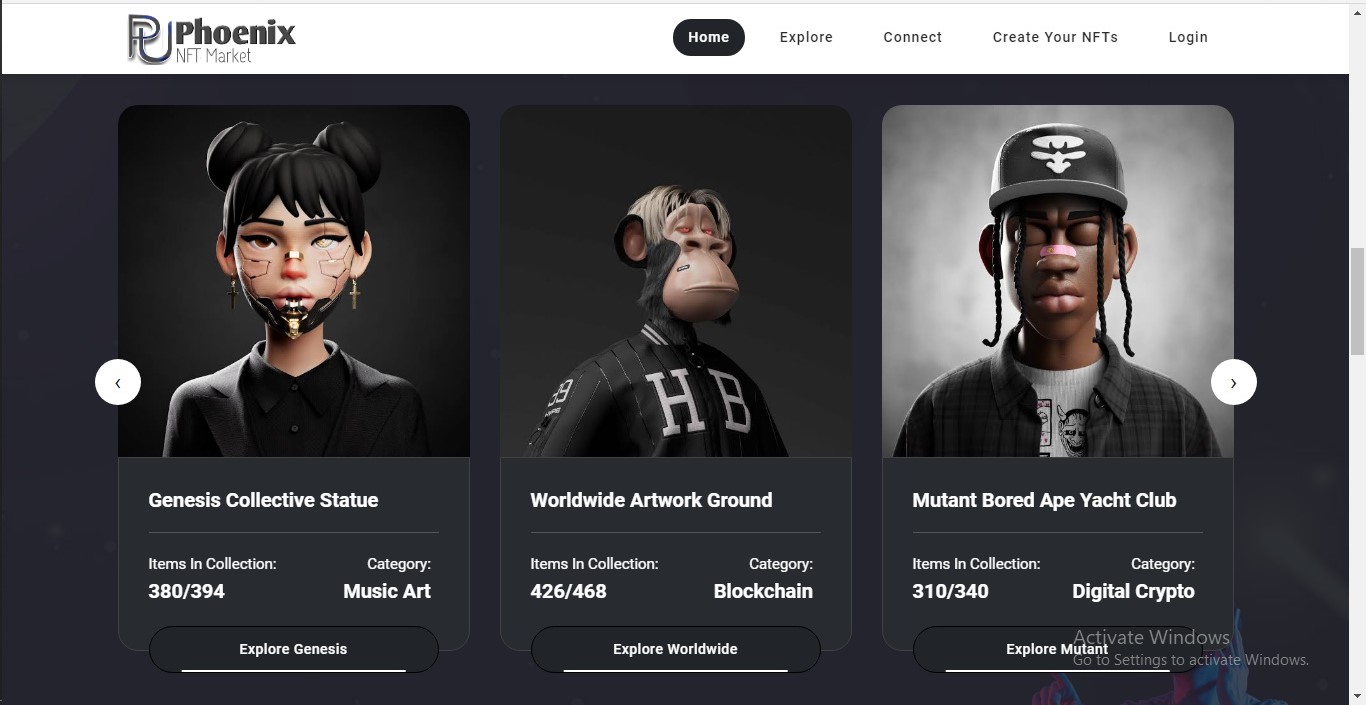 PU Phoenix
NFT Market
Home
Explore
Connect
Create Your NFTs
Login
39
HYPE
HB
‹
›
Genesis Collective Statue
Items In Collection:
Category:
380/394
Music Art
Explore Genesis
Worldwide Artwork Ground
Items In Collection:
Category:
426/468
Blockchain
Explore Worldwide
Mutant Bored Ape Yacht Club
Items In Collection:
Category:
310/340
Digital Crypto
Explore Mutant
Activate Windows
Go to Settings to activate Windows.